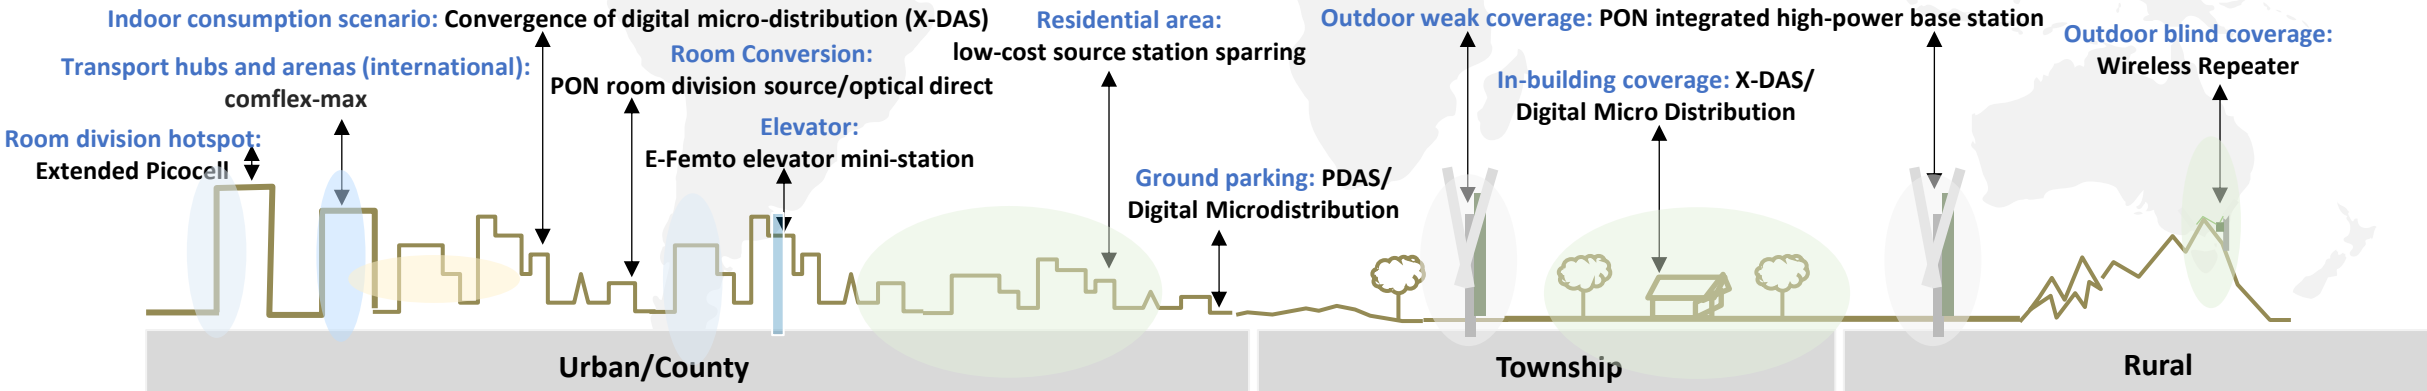 Indoor consumption scenario: Convergence of digital micro-distribution (X-DAS)
Transport hubs and arenas (international):
comflex-max
Room division hotspot:
Extended Picocell
Room Conversion:
PON room division source/optical direct
Elevator:
E-Femto elevator mini-station
Residential area:
low-cost source station sparring
Ground parking: PDAS/
Digital Microdistribution
Outdoor weak coverage: PON integrated high-power base station
In-building coverage: X-DAS/
Digital Micro Distribution
Outdoor blind coverage:
Wireless Repeater
Urban/County
Township
Rural